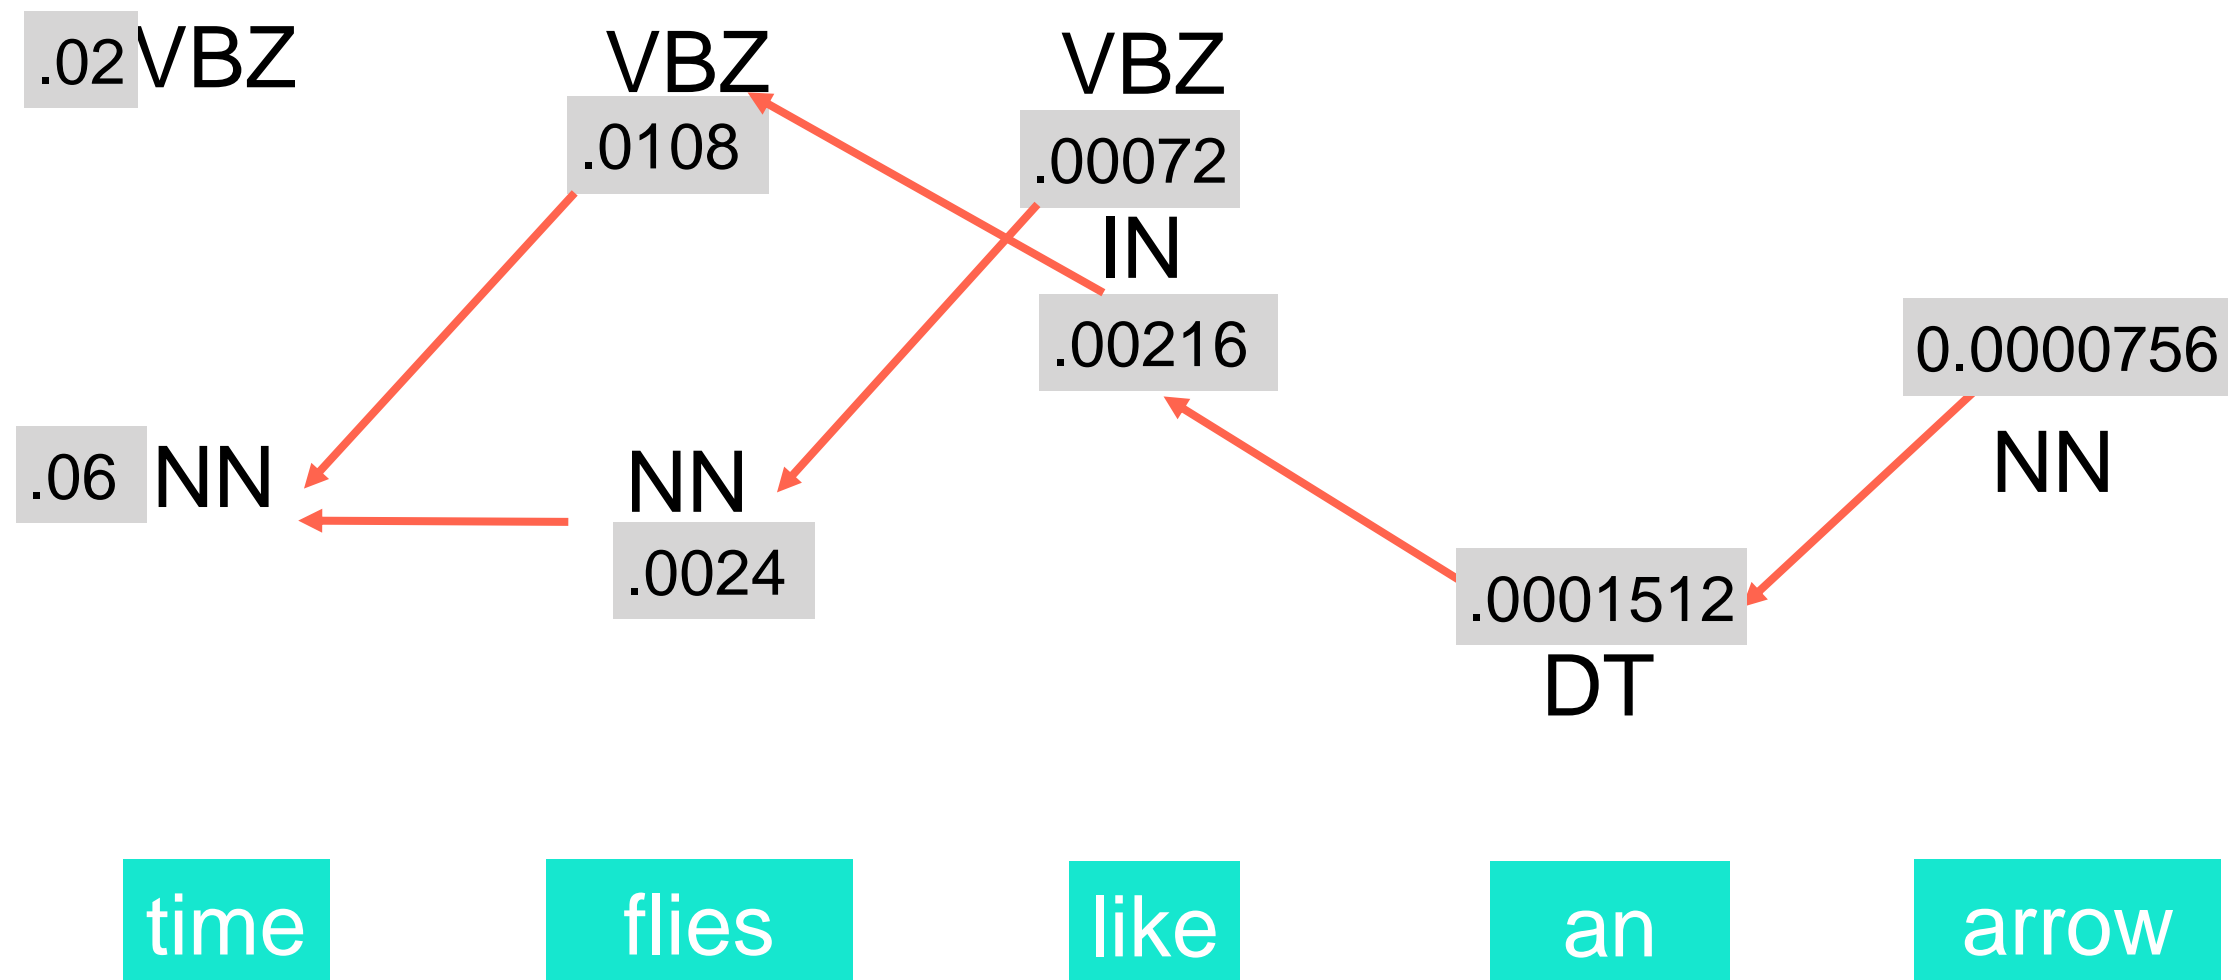 .02 VBZ VBZ VBZ
.0108 .00072
IN
.00216 0.0000756
.06 NN NN NN
.0024 .0001512
DT
time flies like an arrow